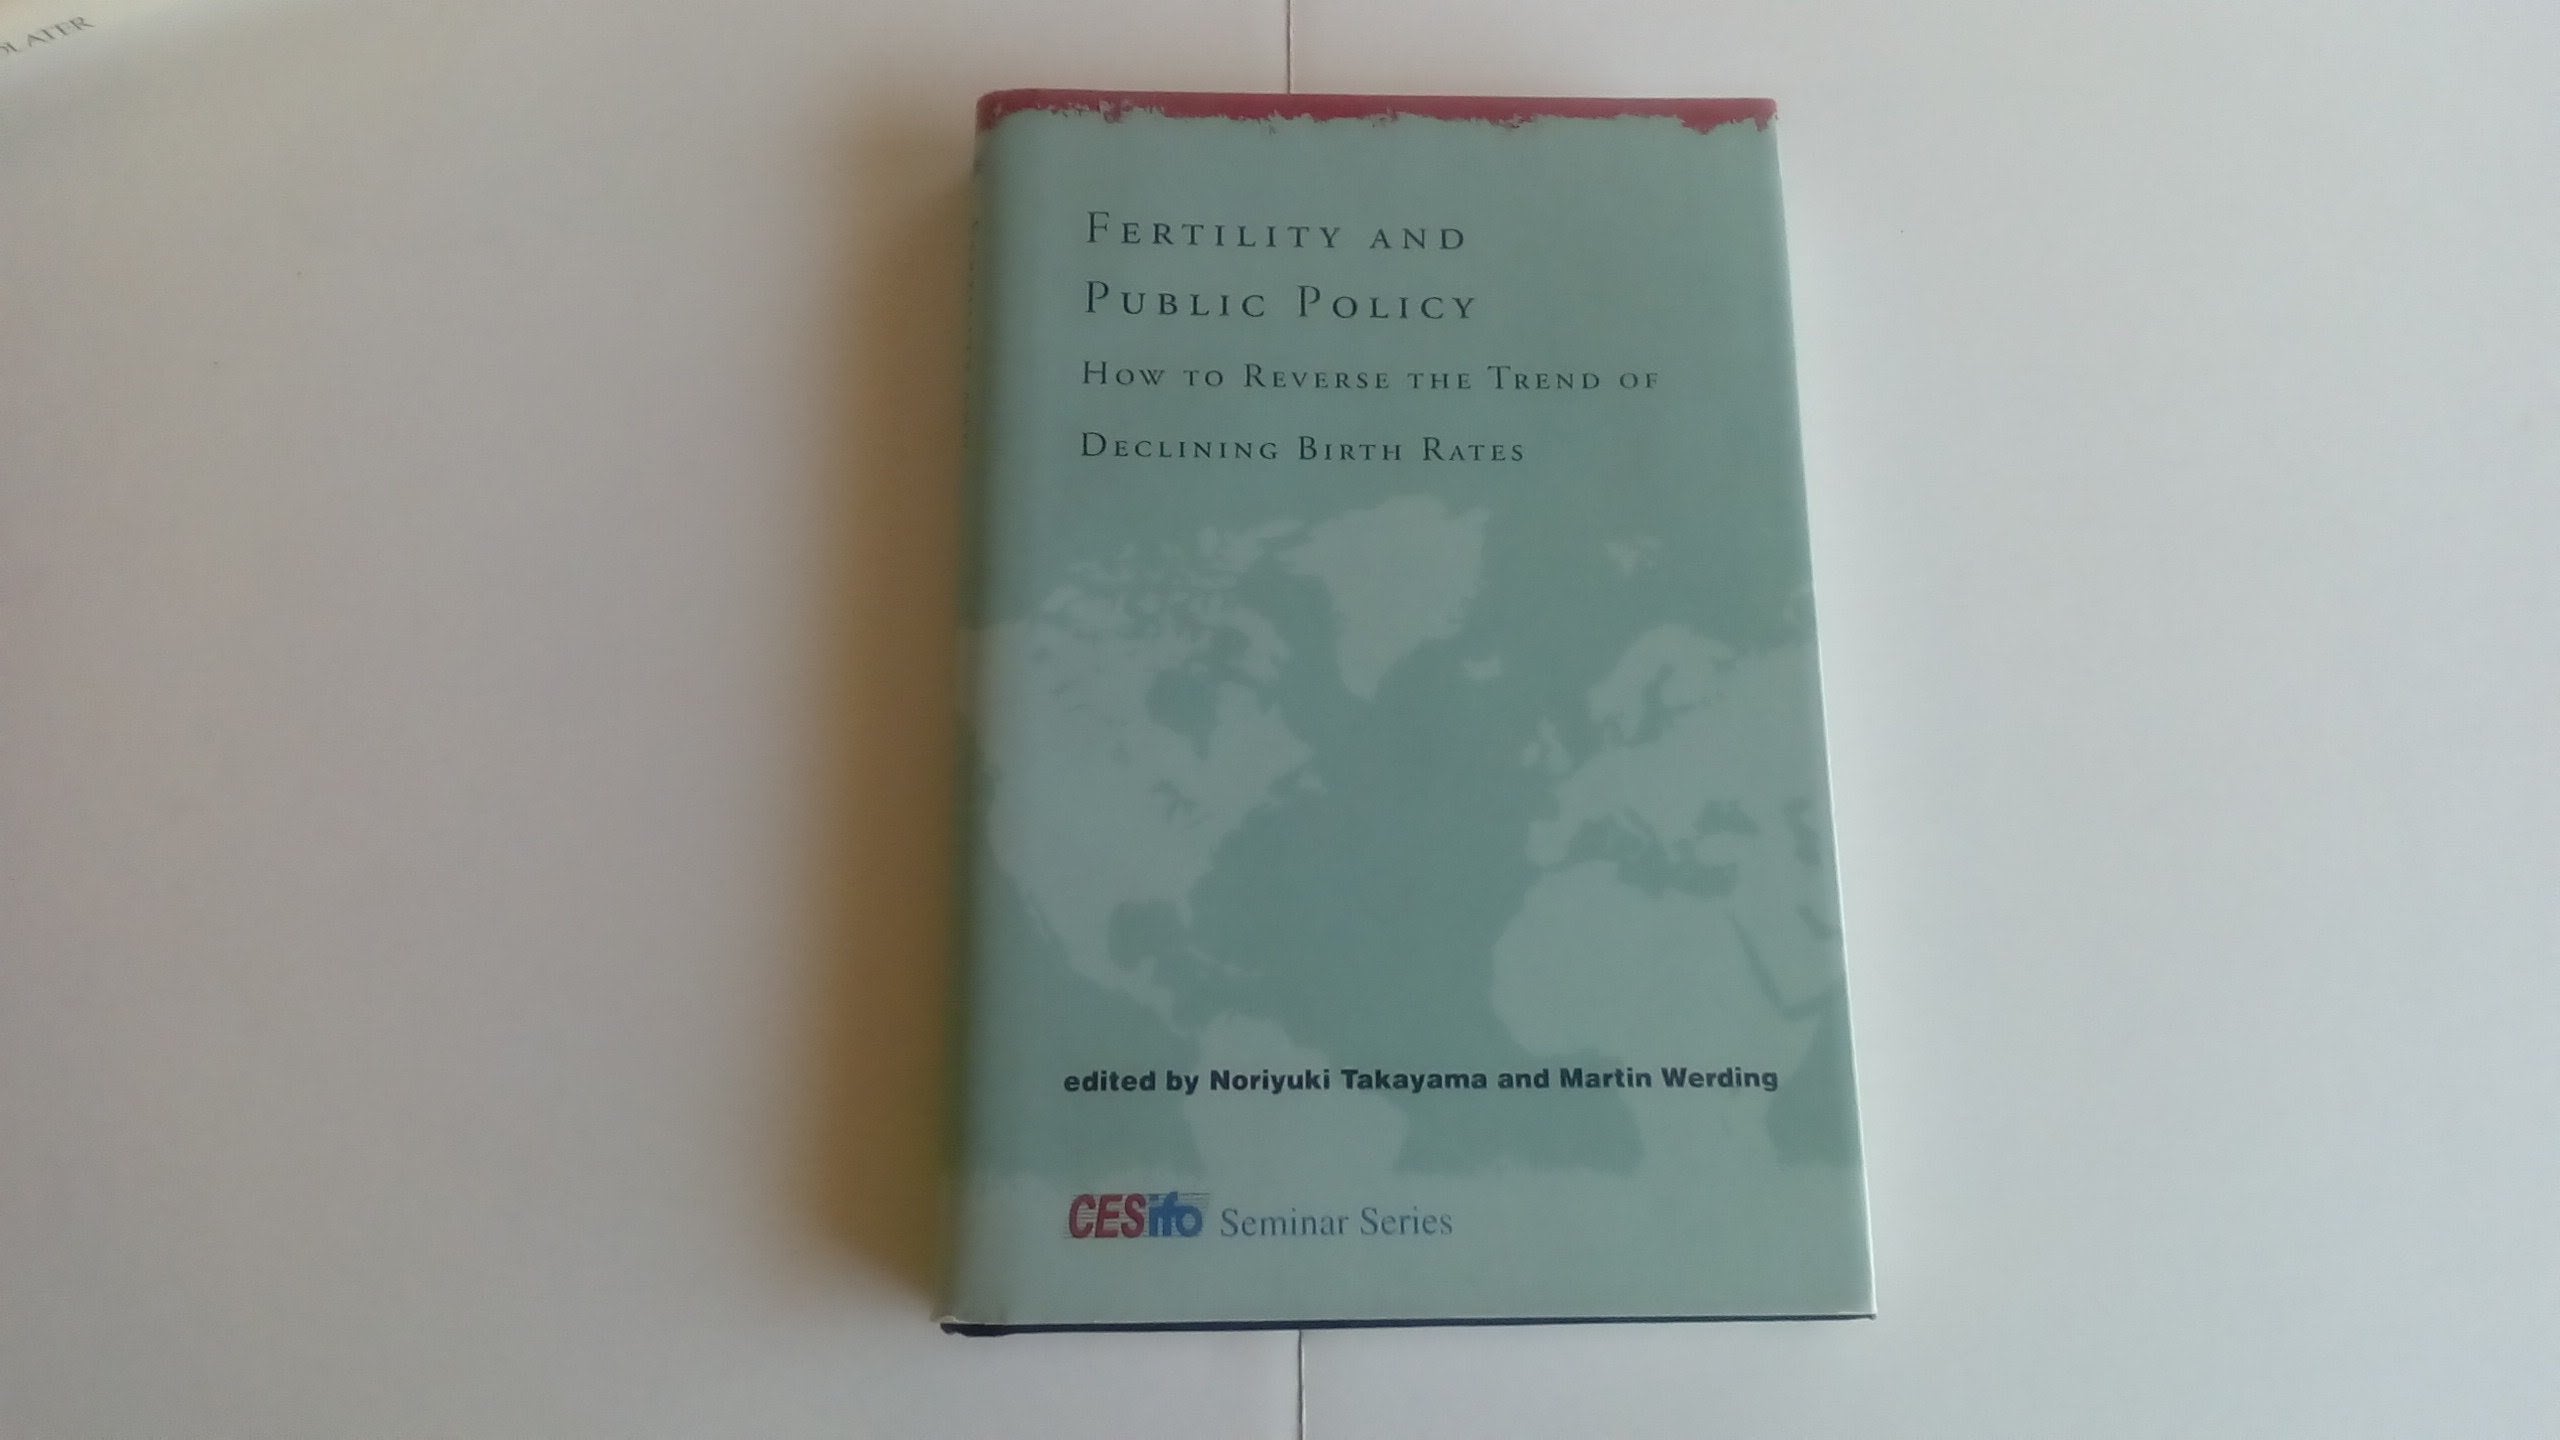 FERTILITY AND
PUBLIC POLICY
HOW TO REVERSE THE TREND OF
DECLINING BIRTH RATES
edited by Noriyuki Takayama and Martin Werding
CESifo Seminar Series